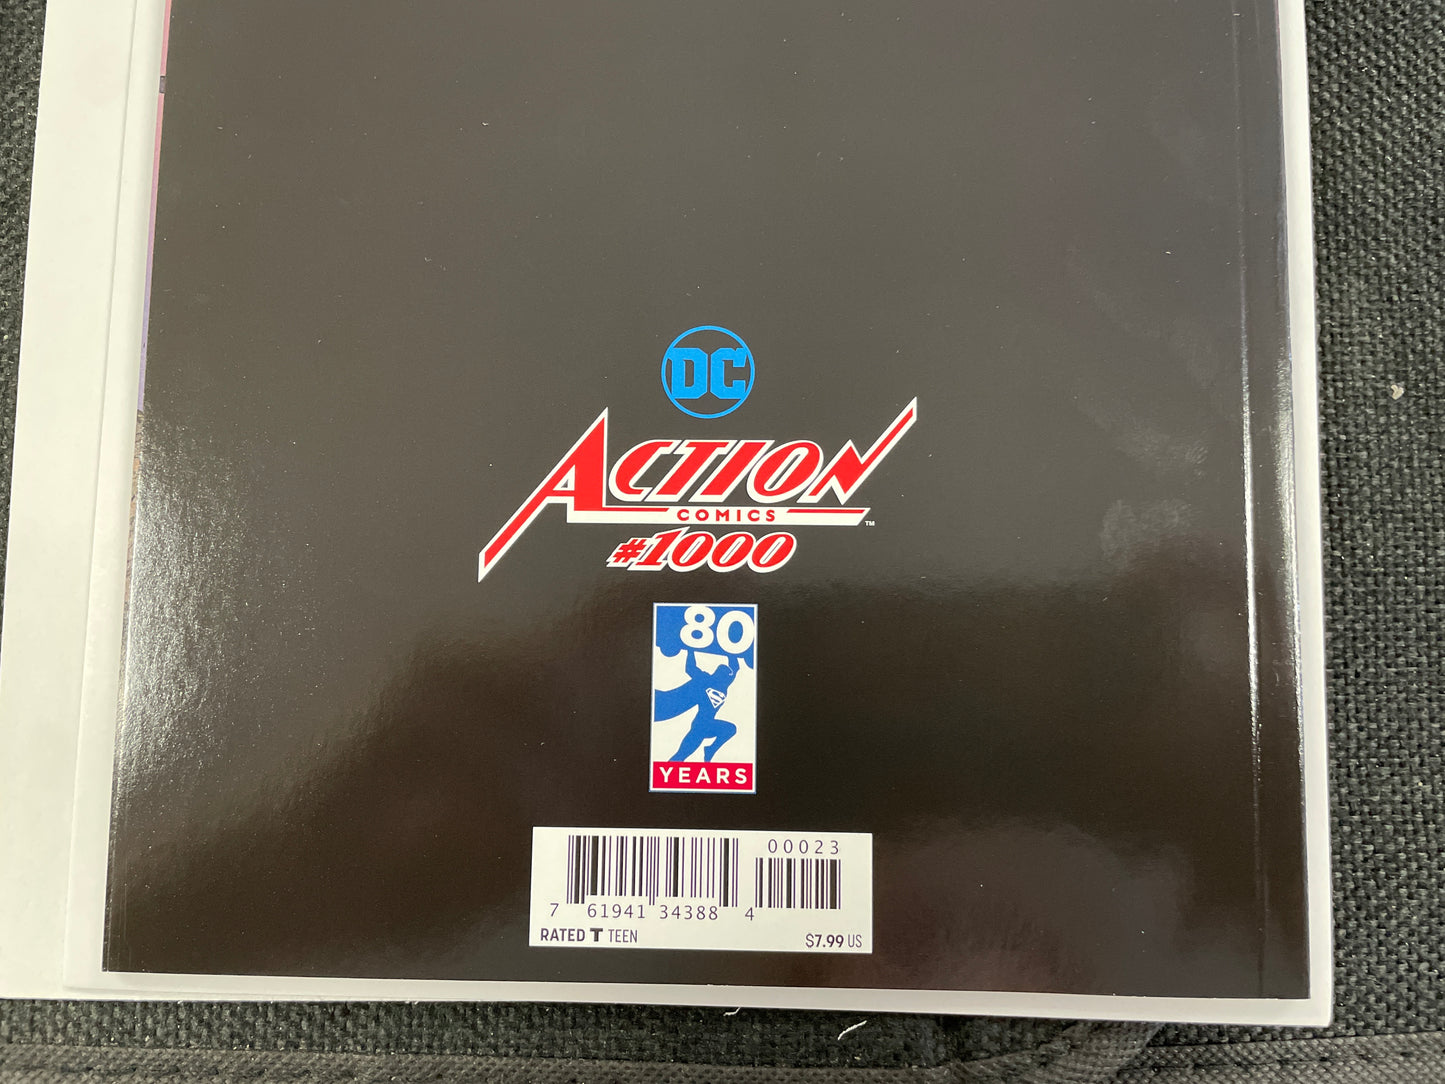 DC
ACTION
COMICS ™
#1000
80
YEARS
00023
7 61941 34388 4
RATED T TEEN $7.99 US